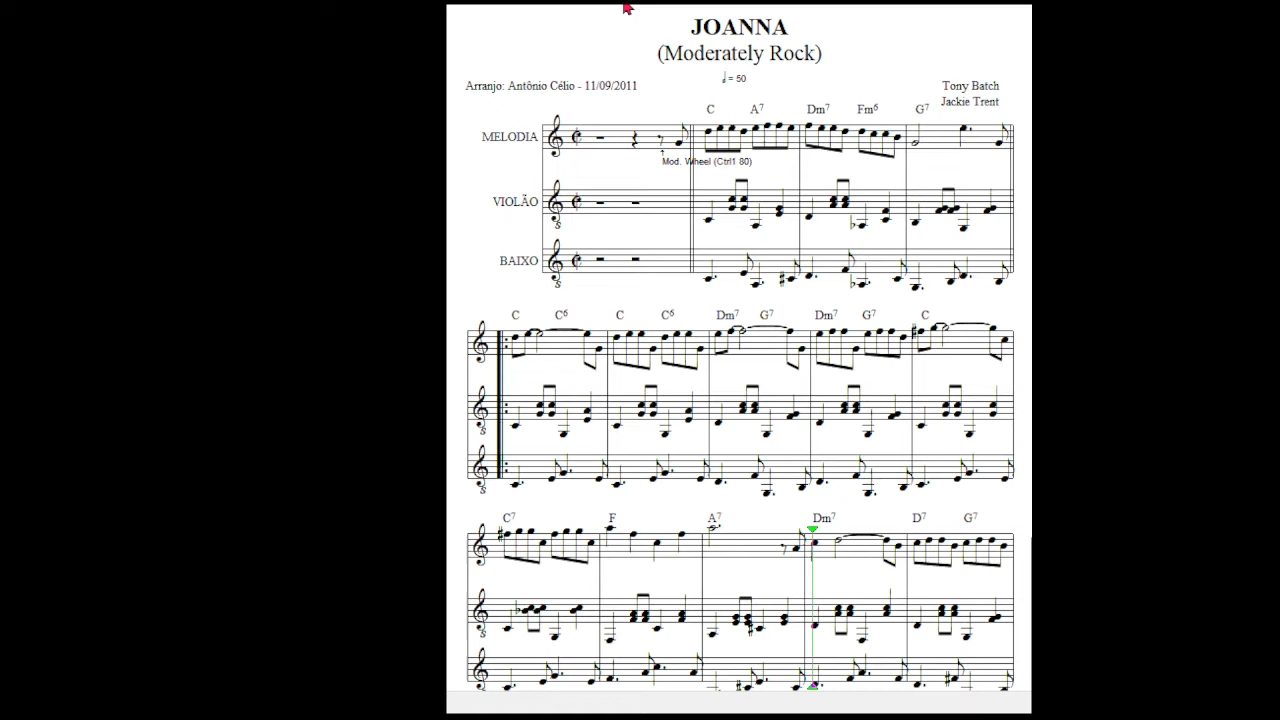 JOANNA
(Moderately Rock)
= 50
Arranjo: Antônio Célio - 11/09/2011
Tony Batch
Jackie Trent
C A7 Dm7 Fm6 G7
MELODIA
Mod. Wheel (Ctrl1 80)
VIOLÃO
BAIXO
C C6 C C6 Dm7 G7 Dm7 G7 C
C7 F A7 Dm7 D7 G7